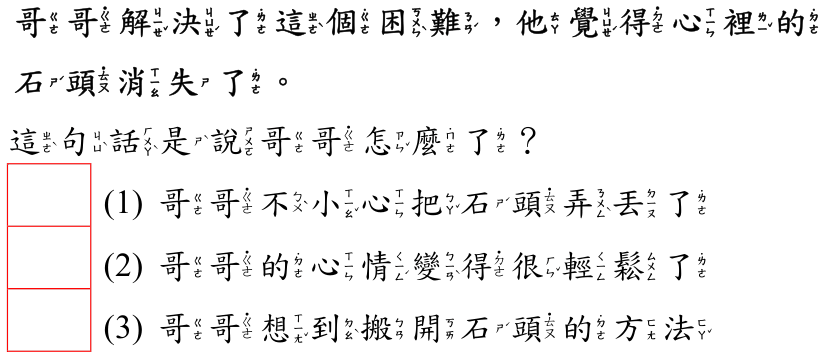 哥哥解決了這個困難，他覺得心裡的
石頭消失了。
這句話是說哥哥怎麼了？
(1) 哥哥不小心把石頭弄丟了
(2) 哥哥的心情變得很輕鬆了
(3) 哥哥想到搬開石頭的方法